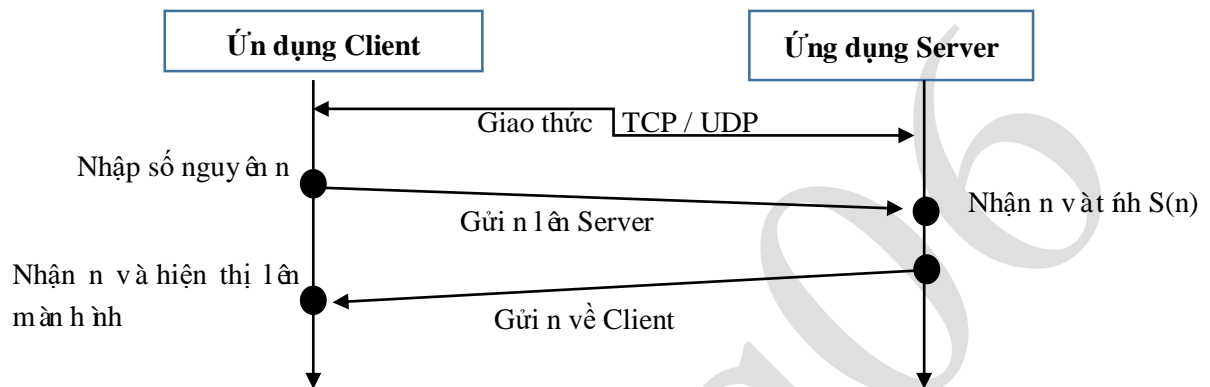 Ứn dụng Client
Ứng dụng Server
Giao thức TCP / UDP
Nhập số nguyên n
Gửi n lên Server
Nhận n và tính S(n)
Nhận n và hiện thị lên
màn hình
Gửi n về Client